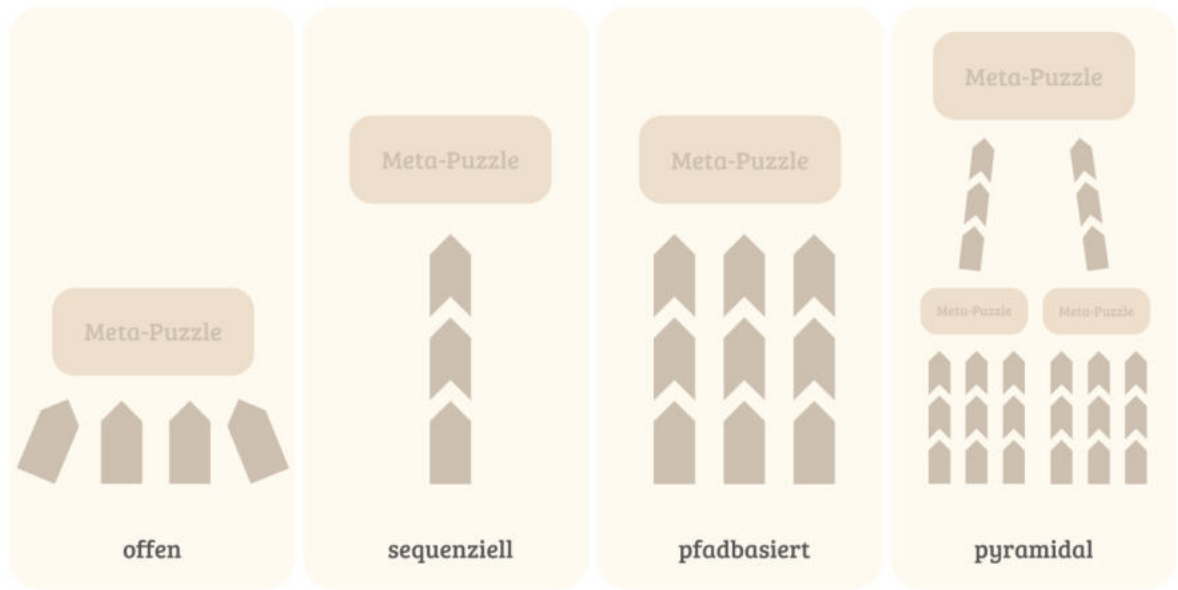 Meta-Puzzle
Meta-Puzzle
Meta-Puzzle
Meta-Puzzle
Meta-Puzzle
Meta-Puzzle
offen
sequenziell
pfadbasiert
pyramidal